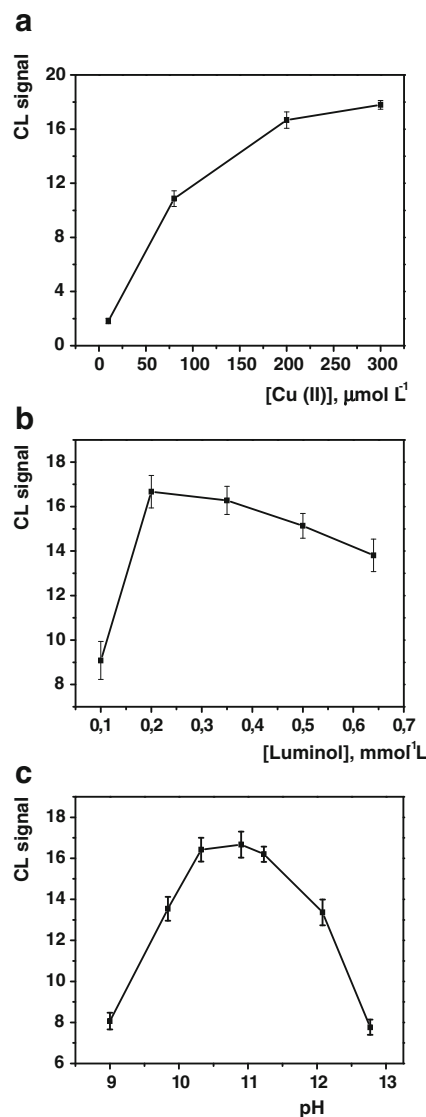 a
CL signal
20
16
12
8
4
0
0 50 100 150 200 250 300
[Cu (II)], μmol L-1
b
CL signal
18
16
14
12
10
8
0,1 0,2 0,3 0,4 0,5 0,6 0,7
[Luminol], mmol-1L
c
CL signal
18
16
14
12
10
8
6
9 10 11 12 13
pH